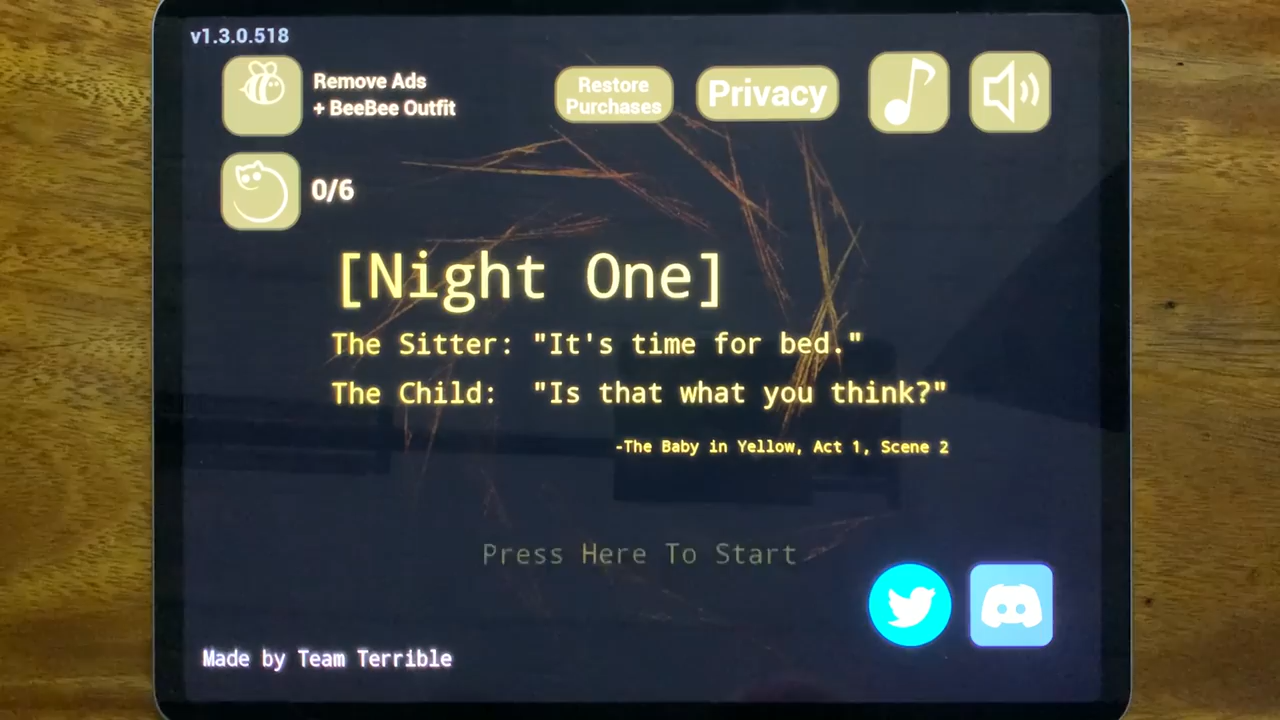 v1.3.0.518
Remove Ads
+ BeeBee Outfit
Restore
Purchases
Privacy
0/6
[Night One]
The Sitter: "It's time for bed."
The Child: "Is that what you think?"
-The Baby in Yellow, Act 1, Scene 2
Press Here To Start
Made by Team Terrible